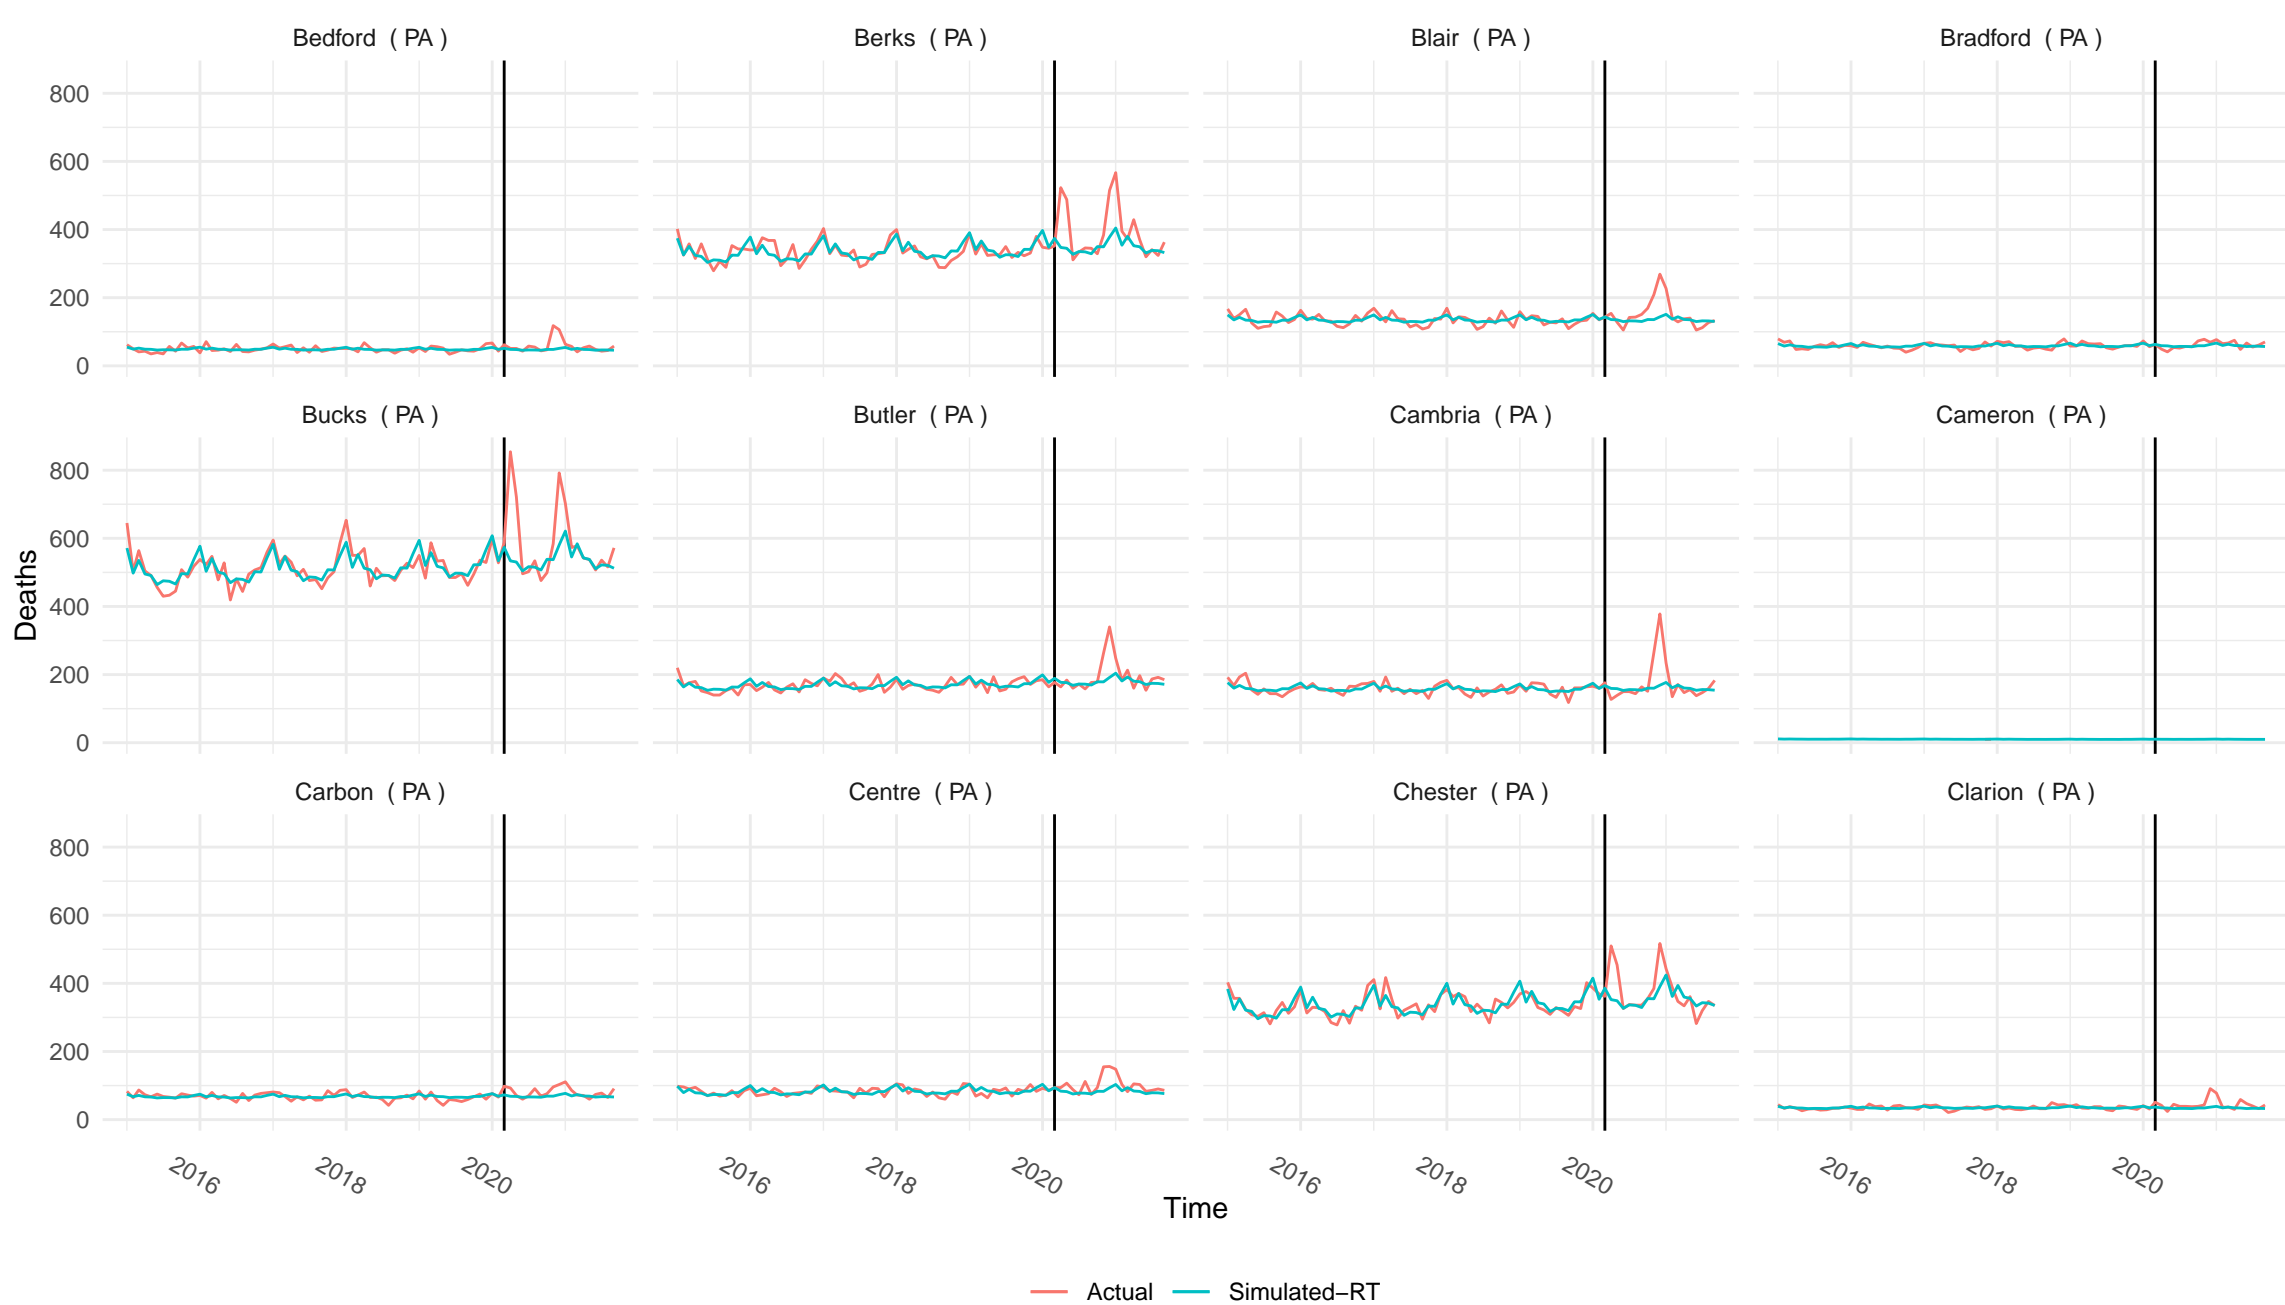 Bedford ( PA )
Berks ( PA )
Blair ( PA )
Bradford ( PA )
800
600
400
200
0
Bucks ( PA )
Butler ( PA )
Cambria ( PA )
Cameron ( PA )
800
600
400
200
0
Deaths
Carbon ( PA )
Centre ( PA )
Chester ( PA )
Clarion ( PA )
800
600
400
200
0
2016 2018 2020
2016 2018 2020
2016 2018 2020
2016 2018 2020
Time
Actual Simulated−RT